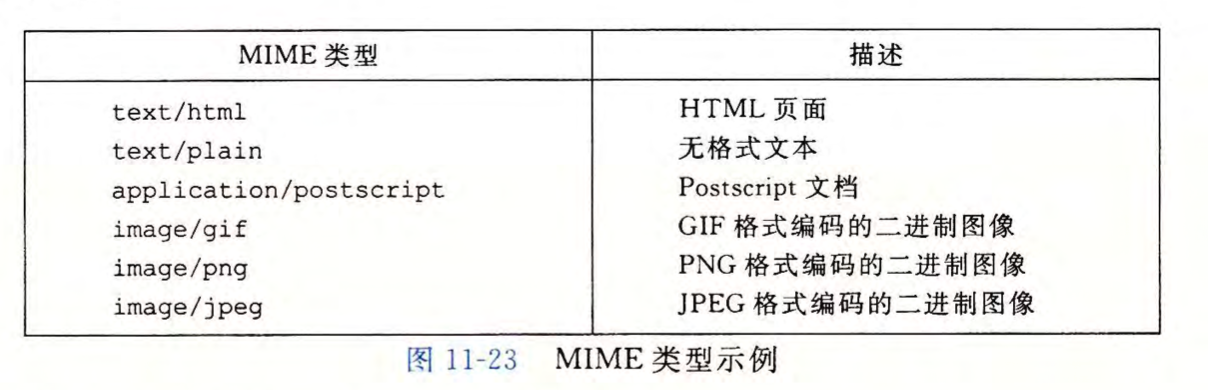 MIME 类型 描述
text/html HTML 页面
text/plain 无格式文本
application/postscript Postscript 文档
image/gif GIF 格式编码的二进制图像
image/png PNG 格式编码的二进制图像
image/jpeg JPEG 格式编码的二进制图像
图 11-23 MIME 类型示例